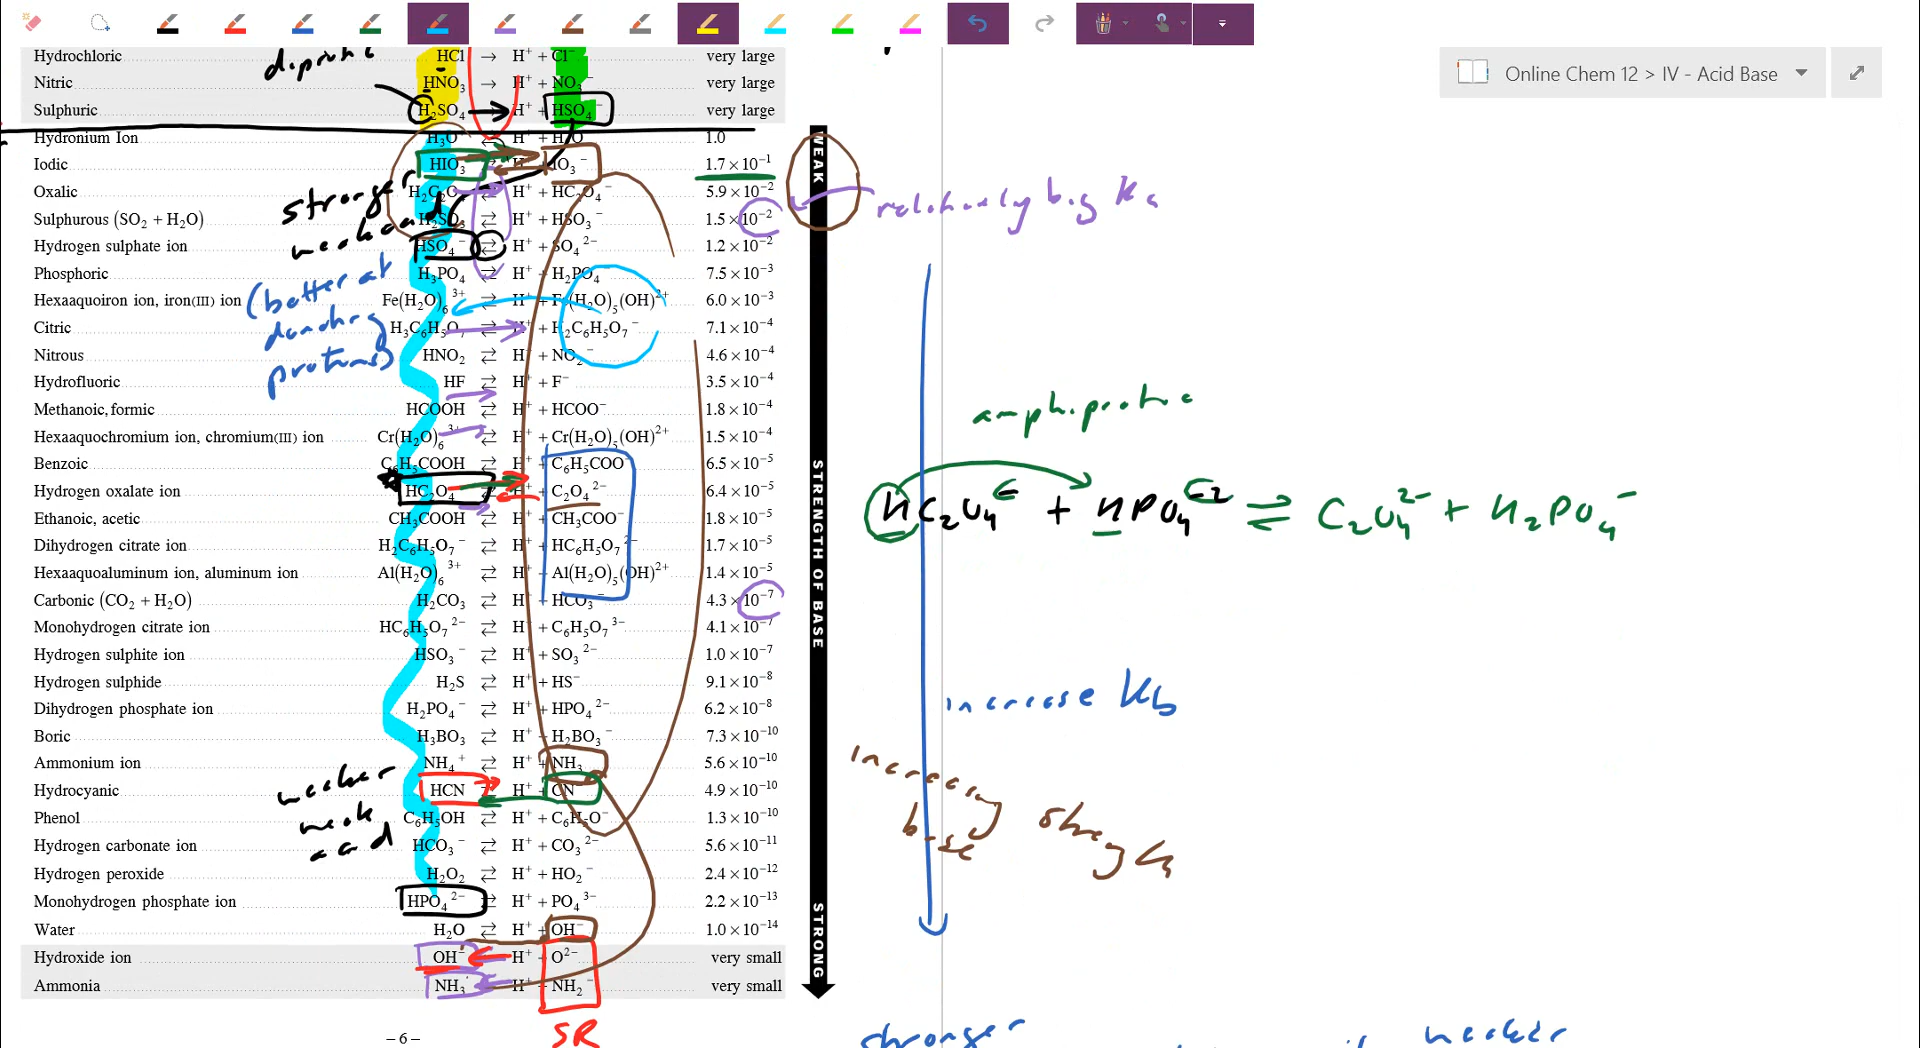 Online Chem 12 > IV - Acid Base
diprotic
Hydrochloric HCl → H⁺ + Cl⁻ very large
Nitric HNO₃ → H⁺ + NO₃⁻ very large
Sulphuric H₂SO₄ → H⁺ + HSO₄⁻ very large
Hydronium Ion H₃O⁺ ⇄ H⁺ + H₂O 1.0
Iodic HIO₃ ⇄ H⁺ + IO₃⁻ 1.7 × 10⁻¹
Oxalic H₂C₂O₄ ⇄ H⁺ + HC₂O₄⁻ 5.9 × 10⁻²
Sulphurous (SO₂ + H₂O) H₂SO₃ ⇄ H⁺ + HSO₃⁻ 1.5 × 10⁻²
Hydrogen sulphate ion HSO₄⁻ ⇄ H⁺ + SO₄²⁻ 1.2 × 10⁻²
Phosphoric H₃PO₄ ⇄ H⁺ + H₂PO₄⁻ 7.5 × 10⁻³
Hexaaquoiron ion, iron(III) ion Fe(H₂O)₆³⁺ ⇄ H⁺ + Fe(H₂O)₅(OH)²⁺ 6.0 × 10⁻³
Citric H₃C₆H₅O₇ ⇄ H⁺ + H₂C₆H₅O₇⁻ 7.1 × 10⁻⁴
Nitrous HNO₂ ⇄ H⁺ + NO₂⁻ 4.6 × 10⁻⁴
Hydrofluoric HF ⇄ H⁺ + F⁻ 3.5 × 10⁻⁴
Methanoic, formic HCOOH ⇄ H⁺ + HCOO⁻ 1.8 × 10⁻⁴
Hexaaquochromium ion, chromium(III) ion Cr(H₂O)₆³⁺ ⇄ H⁺ + Cr(H₂O)₅(OH)²⁺ 1.5 × 10⁻⁴
Benzoic C₆H₅COOH ⇄ H⁺ + C₆H₅COO⁻ 6.5 × 10⁻⁵
Hydrogen oxalate ion HC₂O₄⁻ ⇄ H⁺ + C₂O₄²⁻ 6.4 × 10⁻⁵
Ethanoic, acetic CH₃COOH ⇄ H⁺ + CH₃COO⁻ 1.8 × 10⁻⁵
Dihydrogen citrate ion H₂C₆H₅O₇⁻ ⇄ H⁺ + HC₆H₅O₇²⁻ 1.7 × 10⁻⁵
Hexaaquoaluminum ion, aluminum ion Al(H₂O)₆³⁺ ⇄ H⁺ + Al(H₂O)₅(OH)²⁺ 1.4 × 10⁻⁵
Carbonic (CO₂ + H₂O) H₂CO₃ ⇄ H⁺ + HCO₃⁻ 4.3 × 10⁻⁷
Monohydrogen citrate ion HC₆H₅O₇²⁻ ⇄ H⁺ + C₆H₅O₇³⁻ 4.1 × 10⁻⁷
Hydrogen sulphite ion HSO₃⁻ ⇄ H⁺ + SO₃²⁻ 1.0 × 10⁻⁷
Hydrogen sulphide H₂S ⇄ H⁺ + HS⁻ 9.1 × 10⁻⁸
Dihydrogen phosphate ion H₂PO₄⁻ ⇄ H⁺ + HPO₄²⁻ 6.2 × 10⁻⁸
Boric H₃BO₃ ⇄ H⁺ + H₂BO₃⁻ 7.3 × 10⁻¹⁰
Ammonium ion NH₄⁺ ⇄ H⁺ + NH₃ 5.6 × 10⁻¹⁰
Hydrocyanic HCN ⇄ H⁺ + CN⁻ 4.9 × 10⁻¹⁰
Phenol C₆H₅OH ⇄ H⁺ + C₆H₅O⁻ 1.3 × 10⁻¹⁰
Hydrogen carbonate ion HCO₃⁻ ⇄ H⁺ + CO₃²⁻ 5.6 × 10⁻¹¹
Hydrogen peroxide H₂O₂ ⇄ H⁺ + HO₂⁻ 2.4 × 10⁻¹²
Monohydrogen phosphate ion HPO₄²⁻ ⇄ H⁺ + PO₄³⁻ 2.2 × 10⁻¹³
Water H₂O ⇄ H⁺ + OH⁻ 1.0 × 10⁻¹⁴
Hydroxide ion OH⁻ ← H⁺ + O²⁻ very small
Ammonia NH₃ ← H⁺ + NH₂⁻ very small
– 6 –
stronger
weak acids
(better at
donating
protons)
weaker
weak
acid
SB
WEAK
STRENGTH OF BASE
STRONG
relatively big Ka
amphiprotic
HC₂O₄⁻ + HPO₄⁻² ⇌ C₂O₄²⁻ + H₂PO₄⁻
increase Kb
increasing
base
strength
stronger
weaker